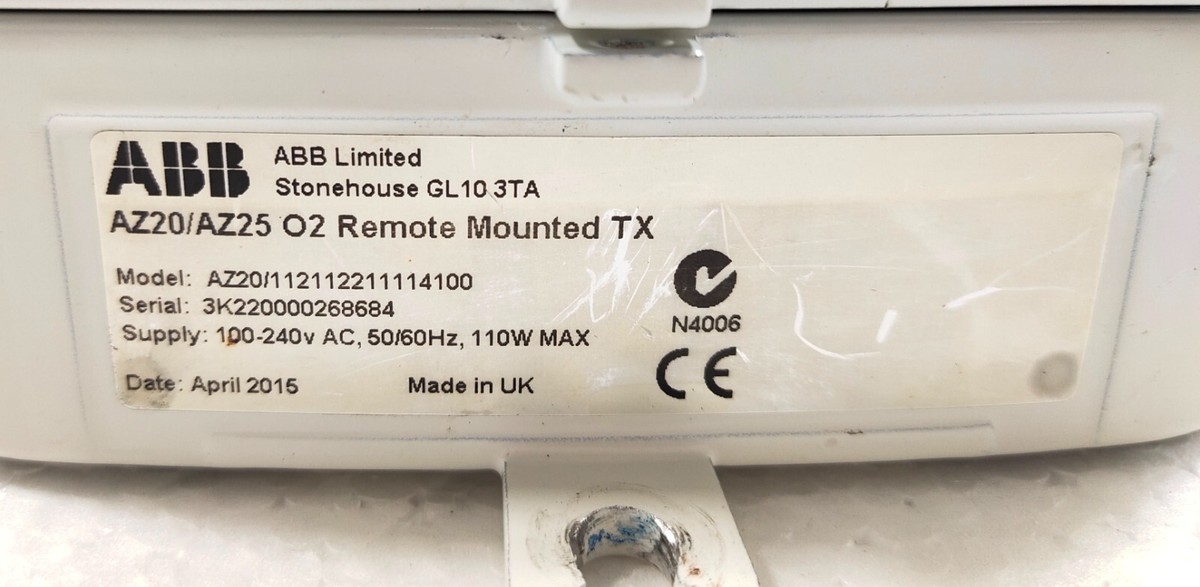 ABB
ABB Limited
Stonehouse GL10 3TA
AZ20/AZ25 O2 Remote Mounted TX
Model: AZ20/112112211114100
Serial: 3K220000268684
Supply: 100-240v AC, 50/60Hz, 110W MAX
N4006
Date: April 2015
Made in UK
CE